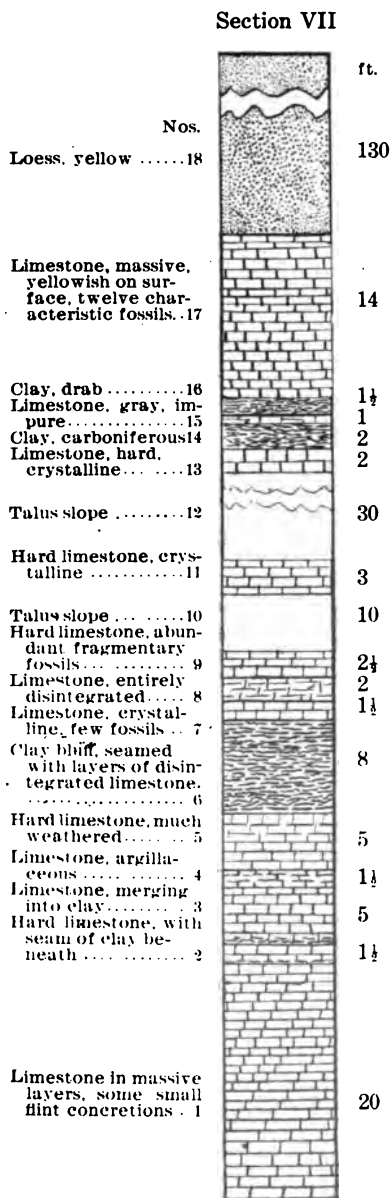 Section VII
ft.
Nos.
Loess, yellow ......18
130
Limestone, massive,
yellowish on sur-
face, twelve char-
acteristic fossils..17
14
Clay, drab ..........16
1½
Limestone, gray, im-
pure..............15
1
Clay, carboniferous14
2
Limestone, hard,
crystalline... ....13
2
Talus slope .........12
30
Hard limestone, crys-
talline ............11
3
Talus slope .... .....10
10
Hard limestone, abun-
dant fragmentary
fossils... .......... 9
2½
Limestone, entirely
disintegrated..... 8
2
Limestone, crystal-
line, few fossils .. 7
1½
Clay bluff, seamed
with layers of disin-
tegrated limestone.
.................. 6
8
Hard limestone, much
weathered..... .. 5
5
Limestone, argilla-
ceous ..... ........ 4
1½
Limestone, merging
into clay.......... 3
5
Hard limestone, with
seam of clay be-
neath .... .......... 2
1½
Limestone in massive
layers, some small
flint concretions . 1
20